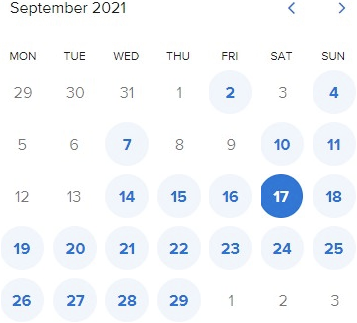 September 2021
MON TUE WED THU FRI SAT SUN
29 30 31 1 2 3 4
5 6 7 8 9 10 11
12 13 14 15 16 17 18
19 20 21 22 23 24 25
26 27 28 29 1 2 3